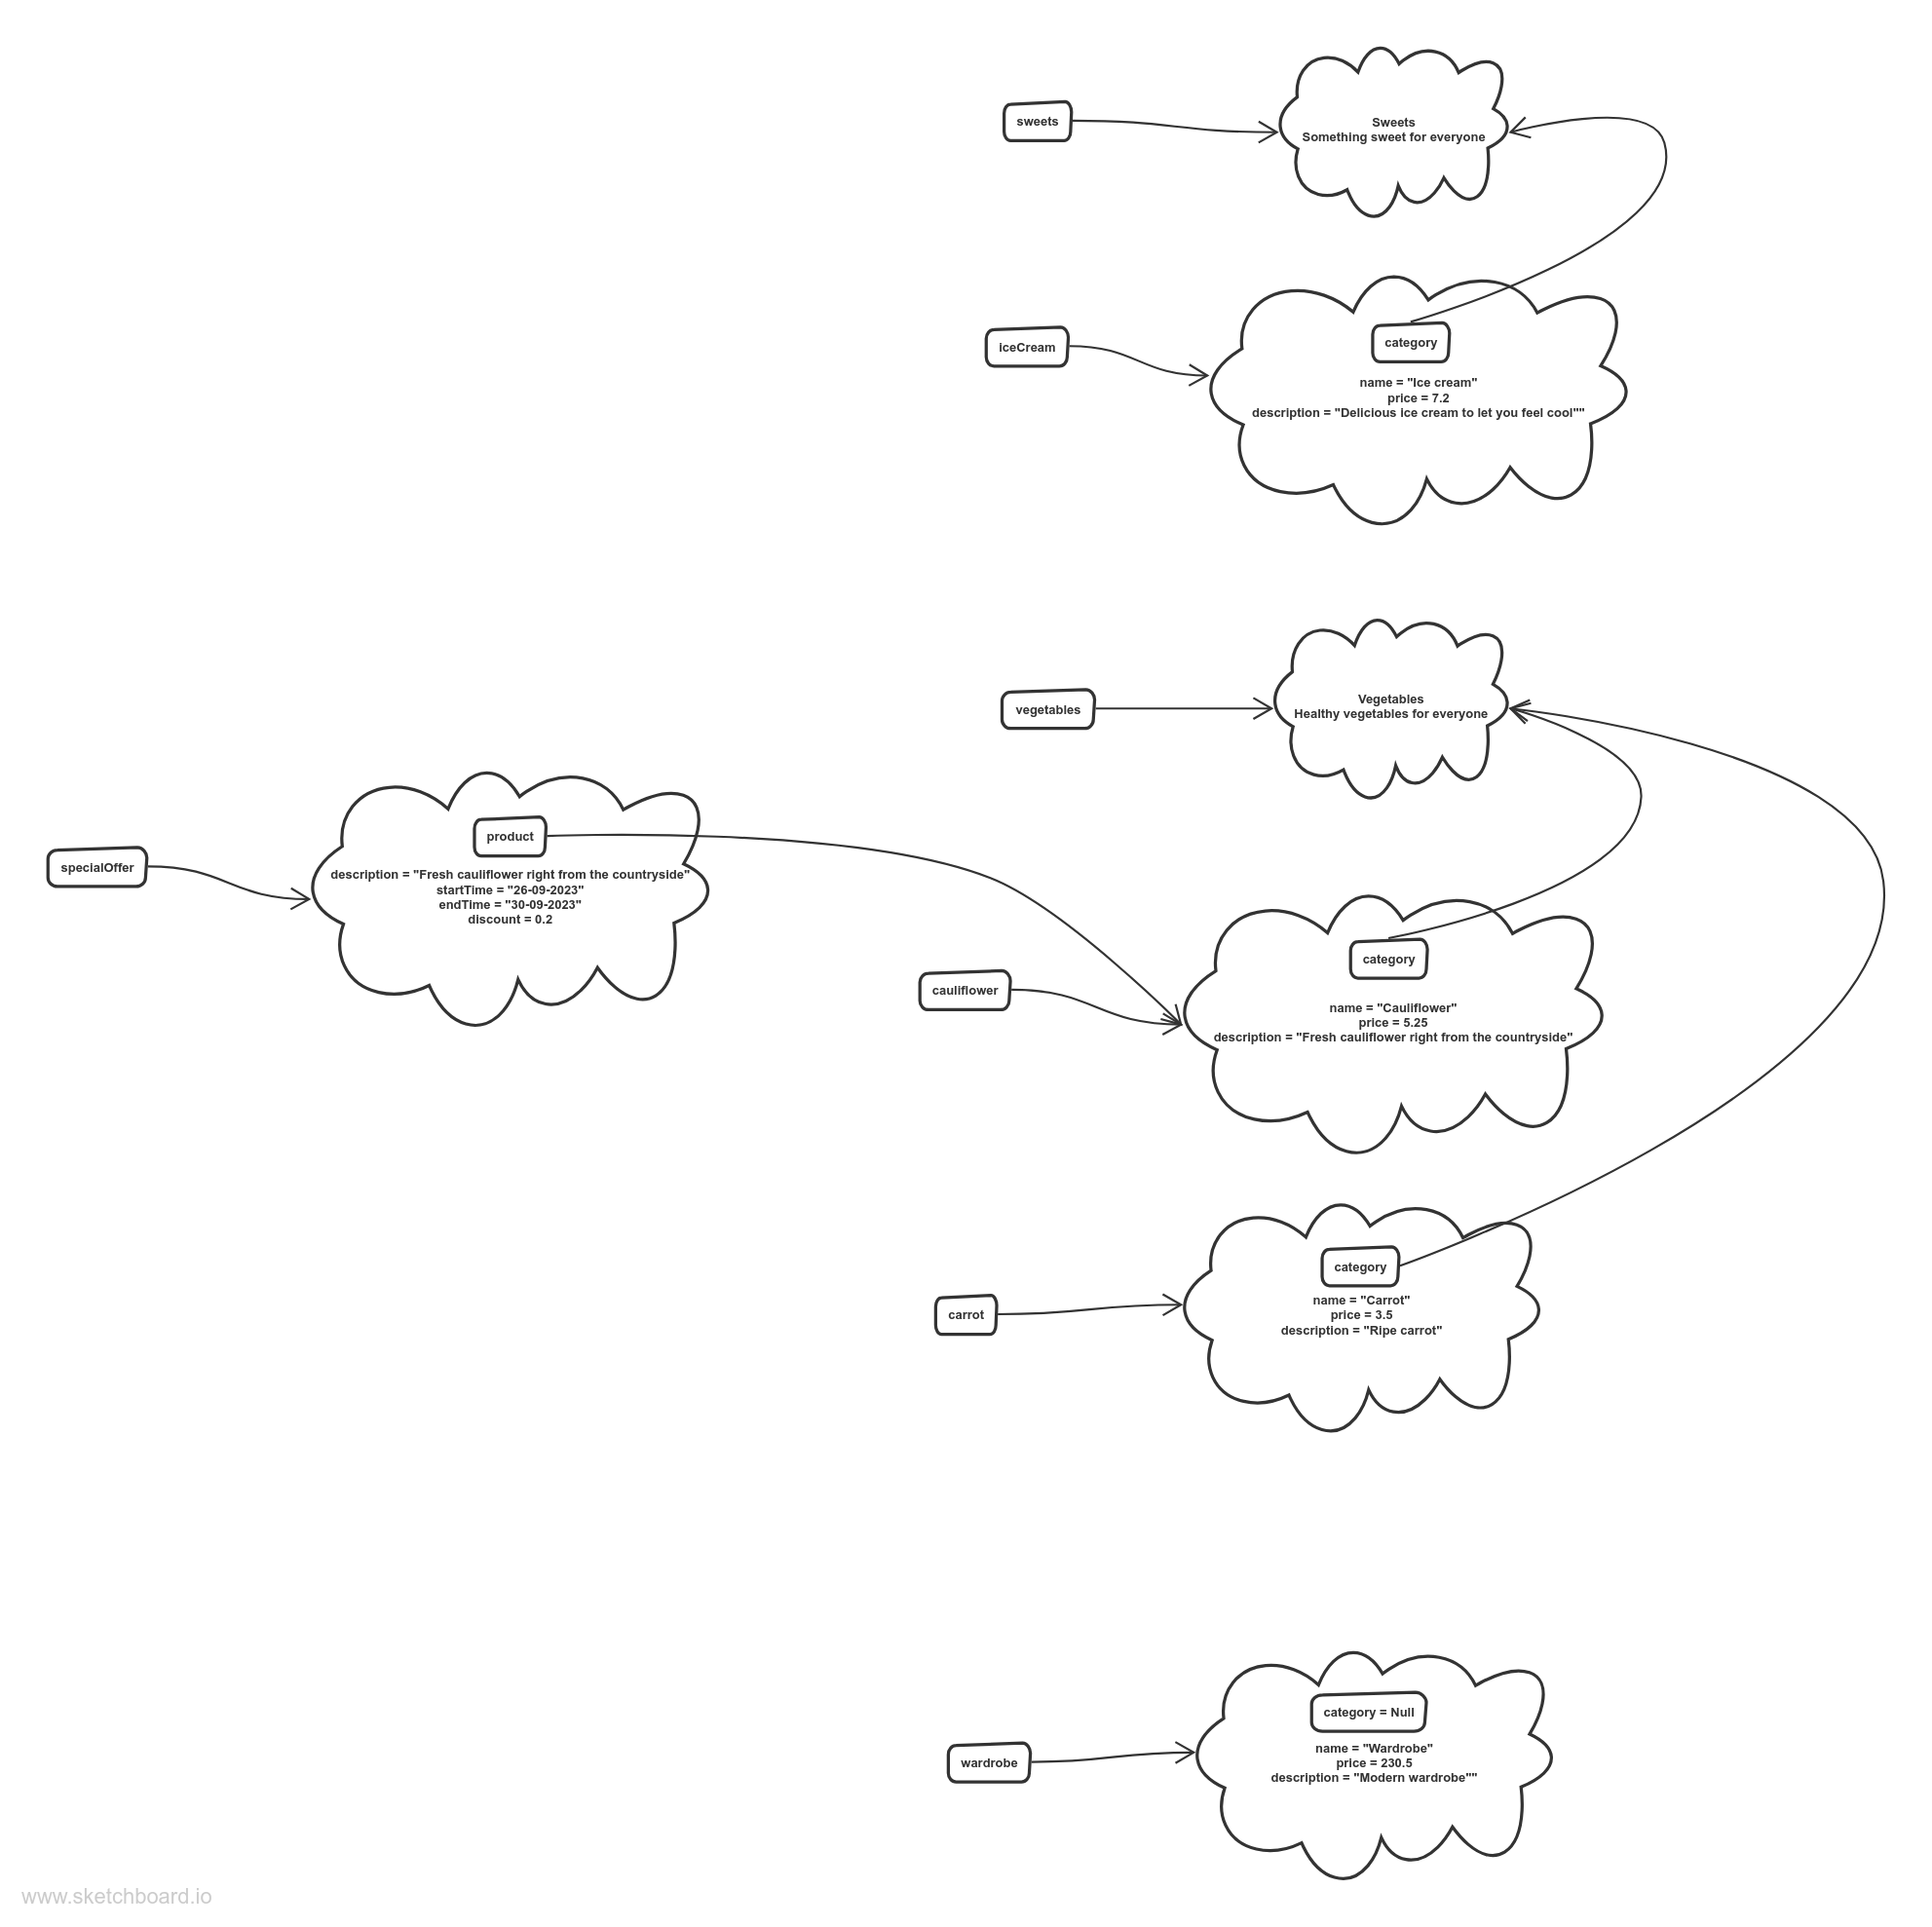 sweets
Sweets
Something sweet for everyone
iceCream
category
name = "Ice cream"
price = 7.2
description = "Delicious ice cream to let you feel cool""
vegetables
Vegetables
Healthy vegetables for everyone
specialOffer
product
description = "Fresh cauliflower right from the countryside"
startTime = "26-09-2023"
endTime = "30-09-2023"
discount = 0.2
cauliflower
category
name = "Cauliflower"
price = 5.25
description = "Fresh cauliflower right from the countryside"
carrot
category
name = "Carrot"
price = 3.5
description = "Ripe carrot"
wardrobe
category = Null
name = "Wardrobe"
price = 230.5
description = "Modern wardrobe""
www.sketchboard.io